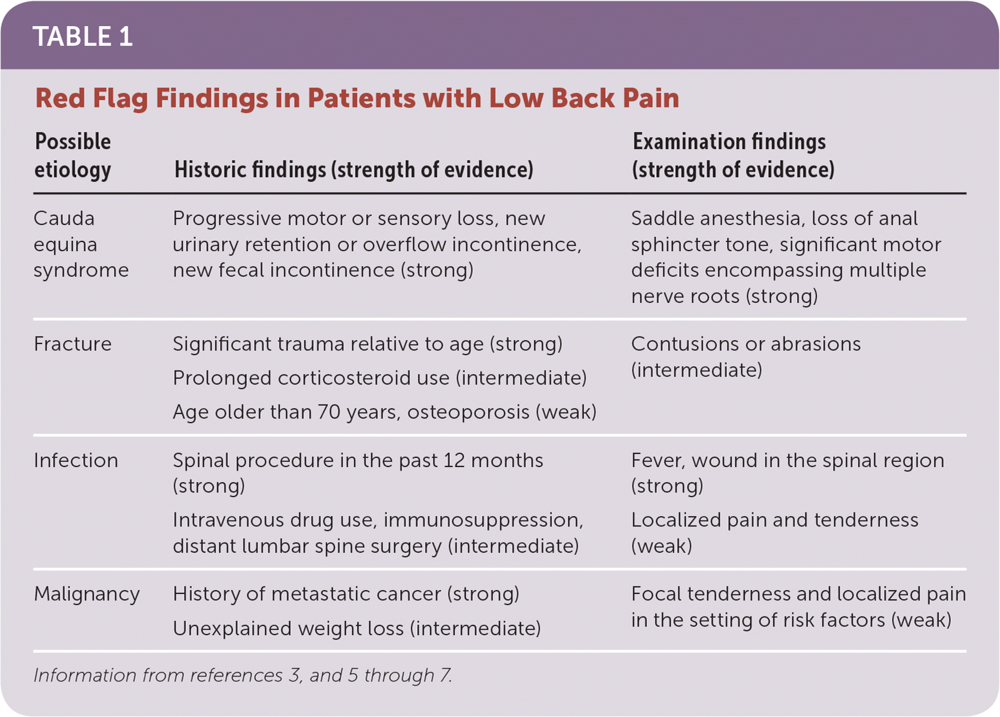 TABLE 1
Red Flag Findings in Patients with Low Back Pain
Possible
etiology
Historic findings (strength of evidence)
Examination findings
(strength of evidence)
Cauda
equina
syndrome
Progressive motor or sensory loss, new
urinary retention or overflow incontinence,
new fecal incontinence (strong)
Saddle anesthesia, loss of anal
sphincter tone, significant motor
deficits encompassing multiple
nerve roots (strong)
Fracture
Significant trauma relative to age (strong)
Prolonged corticosteroid use (intermediate)
Age older than 70 years, osteoporosis (weak)
Contusions or abrasions
(intermediate)
Infection
Spinal procedure in the past 12 months
(strong)
Intravenous drug use, immunosuppression,
distant lumbar spine surgery (intermediate)
Fever, wound in the spinal region
(strong)
Localized pain and tenderness
(weak)
Malignancy
History of metastatic cancer (strong)
Unexplained weight loss (intermediate)
Focal tenderness and localized pain
in the setting of risk factors (weak)
Information from references 3, and 5 through 7.